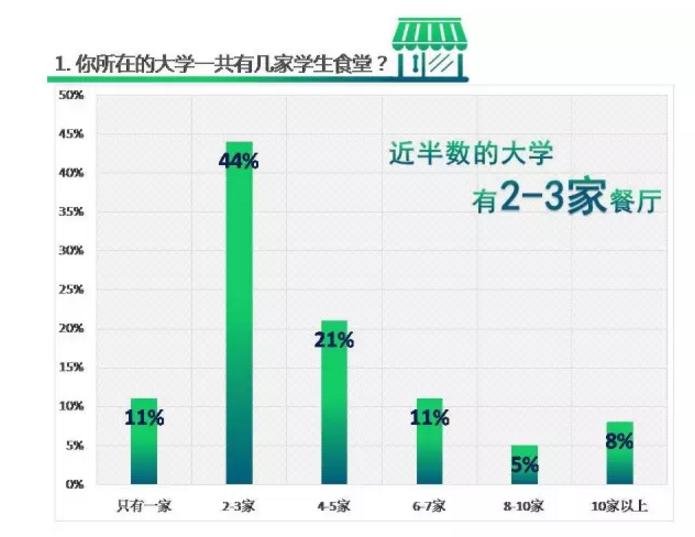 1. 你所在的大学一共有几家学生食堂？
50%
45%
40%
35%
30%
25%
20%
15%
10%
5%
0%
近半数的大学
有2-3家餐厅
11%
44%
21%
11%
5%
8%
只有一家
2-3家
4-5家
6-7家
8-10家
10家以上